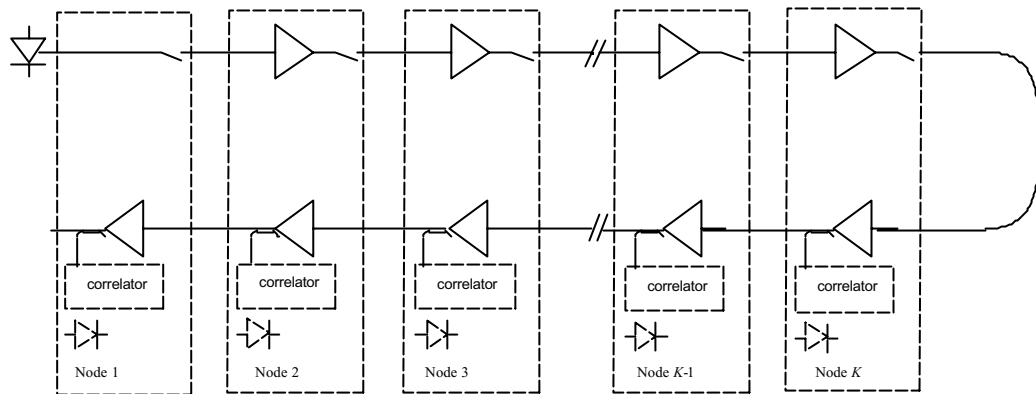 correlator
correlator
correlator
correlator
correlator
Node 1
Node 2
Node 3
Node K-1
Node K